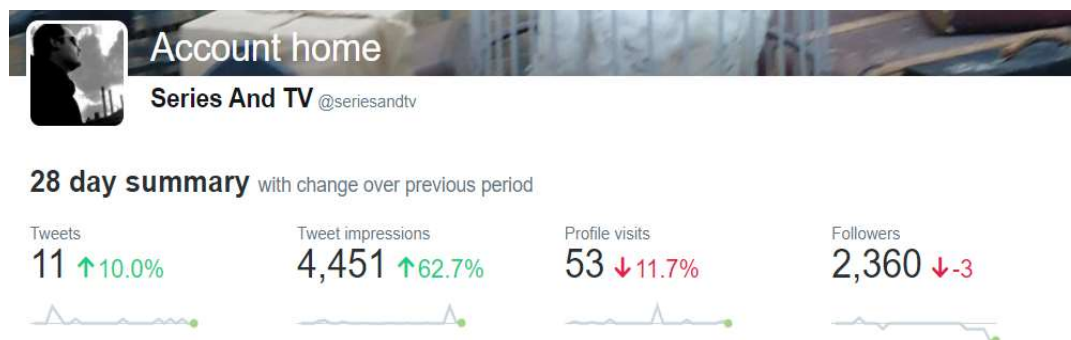 Account home
Series And TV @seriesandtv
28 day summary with change over previous period
Tweets
11 ↑10.0%
Tweet impressions
4,451 ↑62.7%
Profile visits
53 ↓11.7%
Followers
2,360 ↓-3